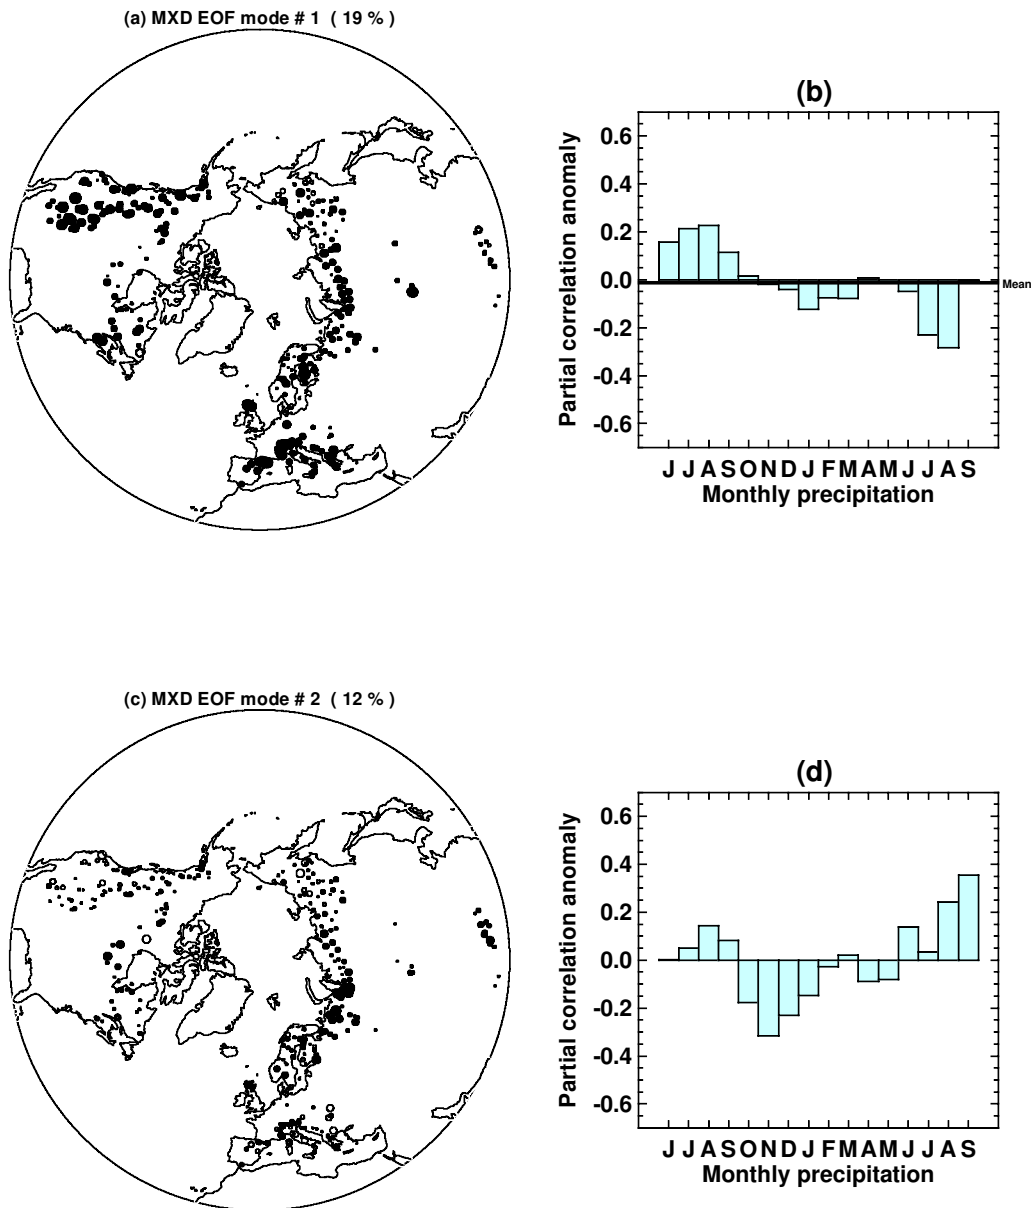 (a) MXD EOF mode # 1 ( 19 % )
(b)
Partial correlation anomaly
0.6
0.4
0.2
0.0
-0.2
-0.4
-0.6
Mean
J J A S O N D J F M A M J J A S
Monthly precipitation
(c) MXD EOF mode # 2 ( 12 % )
(d)
Partial correlation anomaly
0.6
0.4
0.2
0.0
-0.2
-0.4
-0.6
J J A S O N D J F M A M J J A S
Monthly precipitation